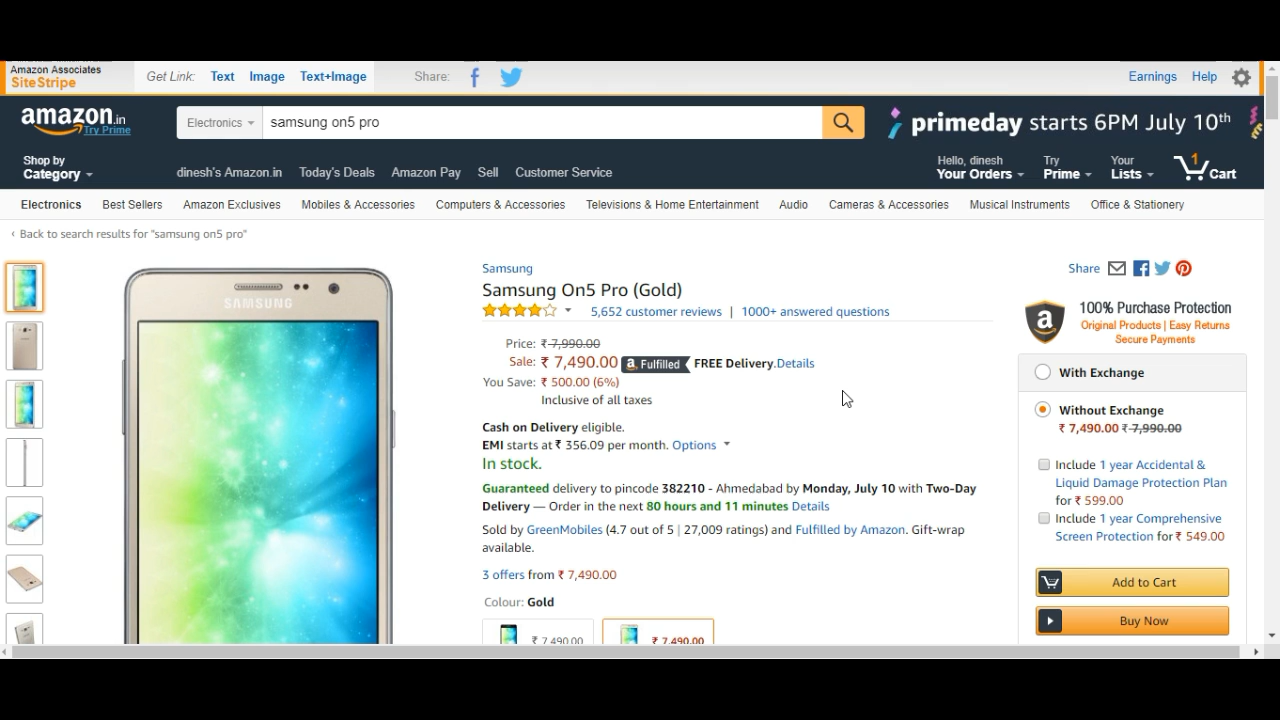 Amazon Associates
SiteStripe
Get Link: Text Image Text+Image Share: Earnings Help
amazon.in
Try Prime
Electronics samsung on5 pro
primeday starts 6PM July 10th
Shop by
Category
dinesh's Amazon.in Today's Deals Amazon Pay Sell Customer Service
Hello, dinesh
Your Orders
Try
Prime
Your
Lists
1
Cart
Electronics Best Sellers Amazon Exclusives Mobiles & Accessories Computers & Accessories Televisions & Home Entertainment Audio Cameras & Accessories Musical Instruments Office & Stationery
‹ Back to search results for "samsung on5 pro"
SAMSUNG
Samsung
Samsung On5 Pro (Gold)
5,652 customer reviews | 1000+ answered questions
Price: ₹ 7,990.00
Sale: ₹ 7,490.00 a Fulfilled FREE Delivery.Details
You Save: ₹ 500.00 (6%)
Inclusive of all taxes
Cash on Delivery eligible.
EMI starts at ₹ 356.09 per month. Options
In stock.
Guaranteed delivery to pincode 382210 - Ahmedabad by Monday, July 10 with Two-Day
Delivery — Order in the next 80 hours and 11 minutes Details
Sold by GreenMobiles (4.7 out of 5 | 27,009 ratings) and Fulfilled by Amazon. Gift-wrap
available.
3 offers from ₹ 7,490.00
Colour: Gold
₹ 7,490.00 ₹ 7,490.00
Share
a
100% Purchase Protection
Original Products | Easy Returns
Secure Payments
With Exchange
Without Exchange
₹ 7,490.00 ₹ 7,990.00
Include 1 year Accidental &
Liquid Damage Protection Plan
for ₹ 599.00
Include 1 year Comprehensive
Screen Protection for ₹ 549.00
Add to Cart
Buy Now